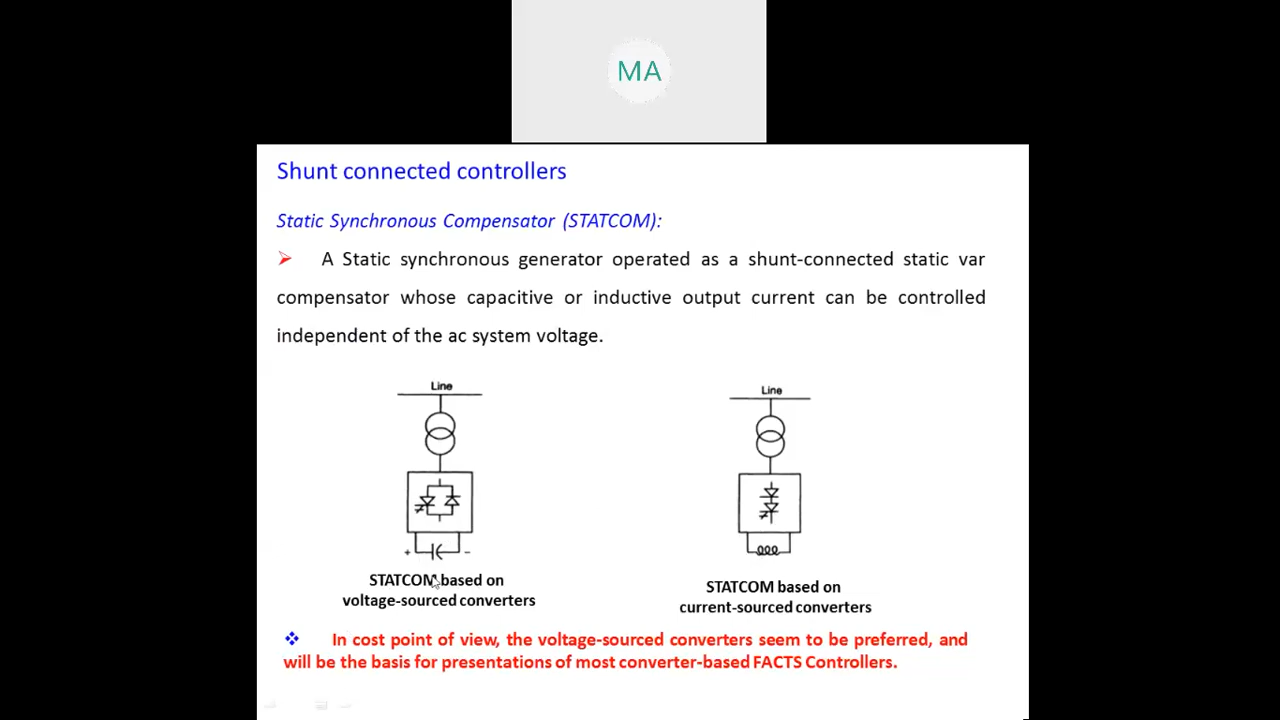 MA
Shunt connected controllers
Static Synchronous Compensator (STATCOM):
A Static synchronous generator operated as a shunt-connected static var
compensator whose capacitive or inductive output current can be controlled
independent of the ac system voltage.
Line
Line
+ −
STATCOM based on
voltage-sourced converters
STATCOM based on
current-sourced converters
In cost point of view, the voltage-sourced converters seem to be preferred, and
will be the basis for presentations of most converter-based FACTS Controllers.